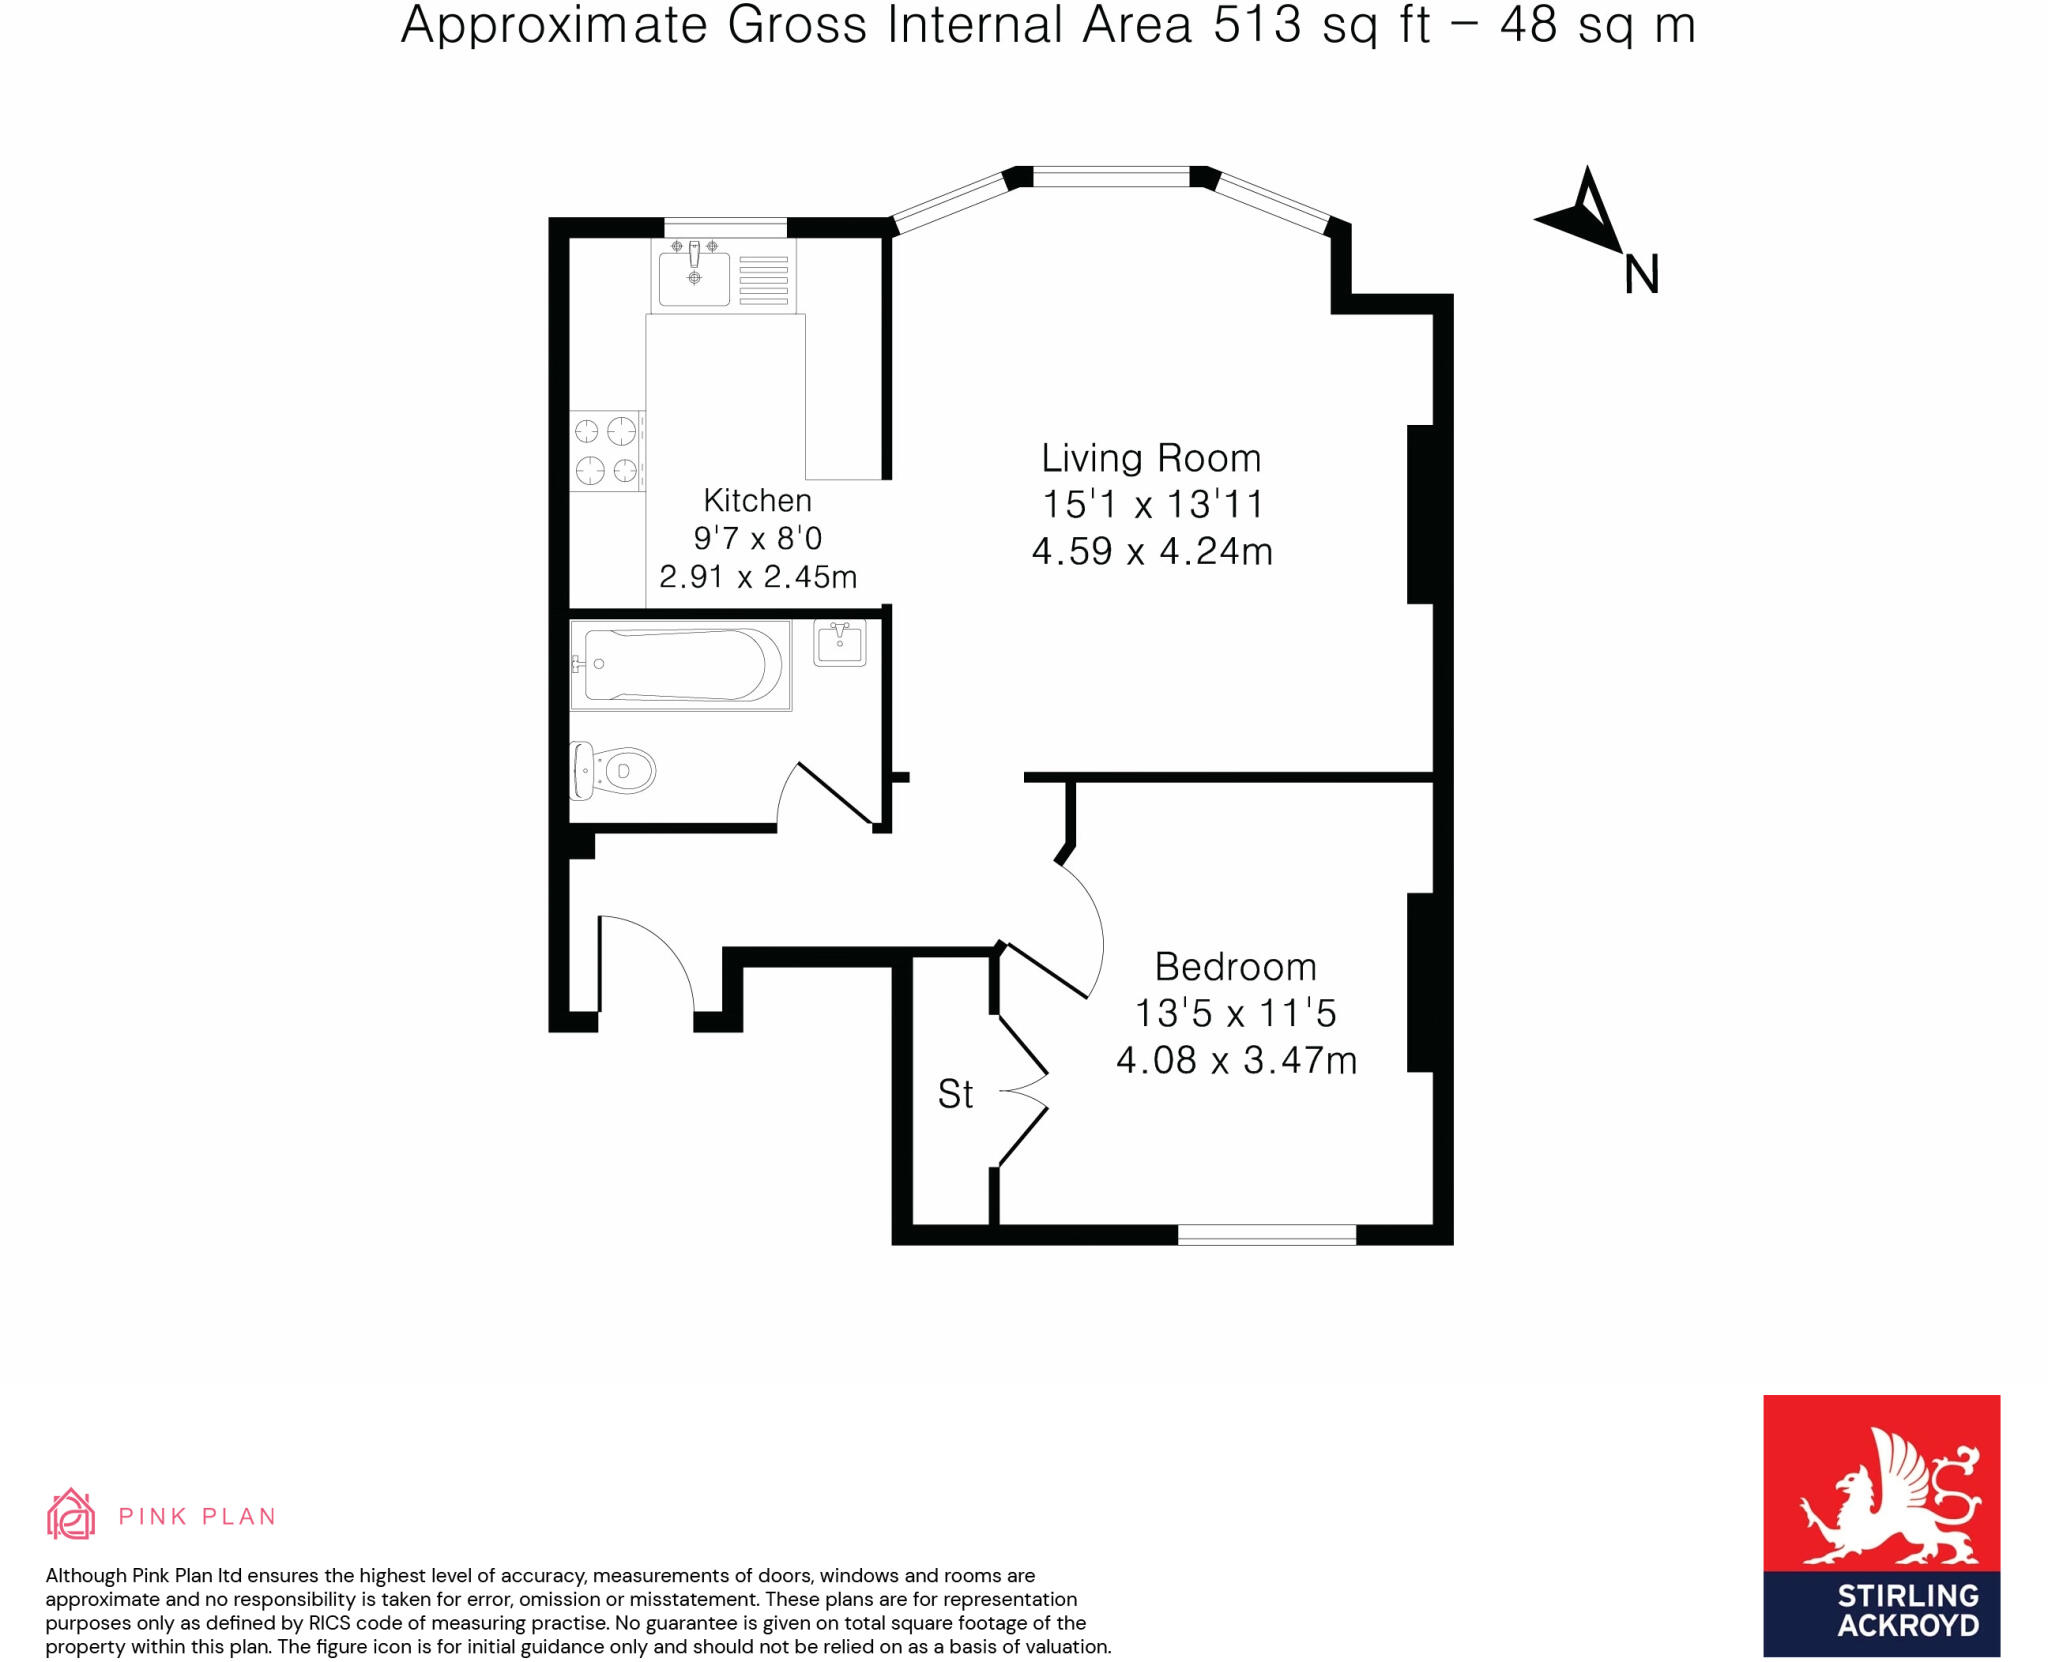 Approximate Gross Internal Area 513 sq ft – 48 sq m
N
Living Room
15'1 x 13'11
4.59 x 4.24m
Kitchen
9'7 x 8'0
2.91 x 2.45m
Bedroom
13'5 x 11'5
4.08 x 3.47m
St
PINK PLAN
Although Pink Plan ltd ensures the highest level of accuracy, measurements of doors, windows and rooms are
approximate and no responsibility is taken for error, omission or misstatement. These plans are for representation
purposes only as defined by RICS code of measuring practise. No guarantee is given on total square footage of the
property within this plan. The figure icon is for initial guidance only and should not be relied on as a basis of valuation.
STIRLING
ACKROYD